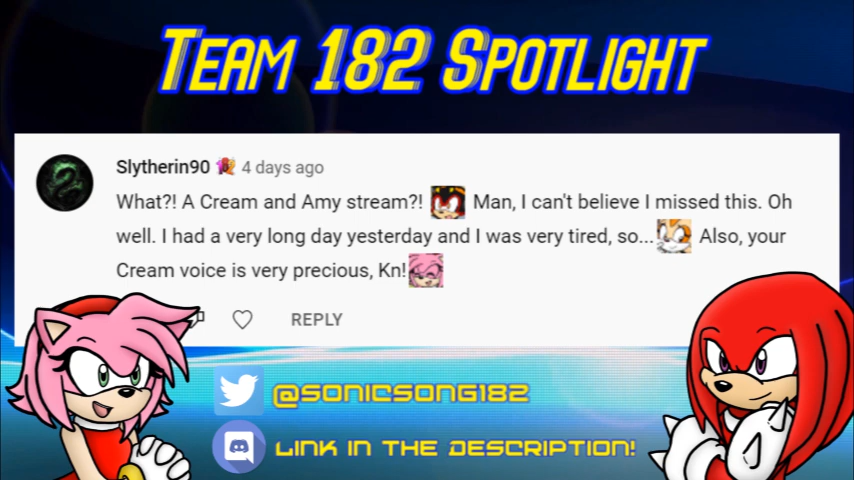 TEAM 182 SPOTLIGHT
Slytherin90 4 days ago
What?! A Cream and Amy stream?! Man, I can't believe I missed this. Oh
well. I had a very long day yesterday and I was very tired, so... Also, your
Cream voice is very precious, Kn!
REPLY
@SONICSONG182
LINK IN THE DESCRIPTION!